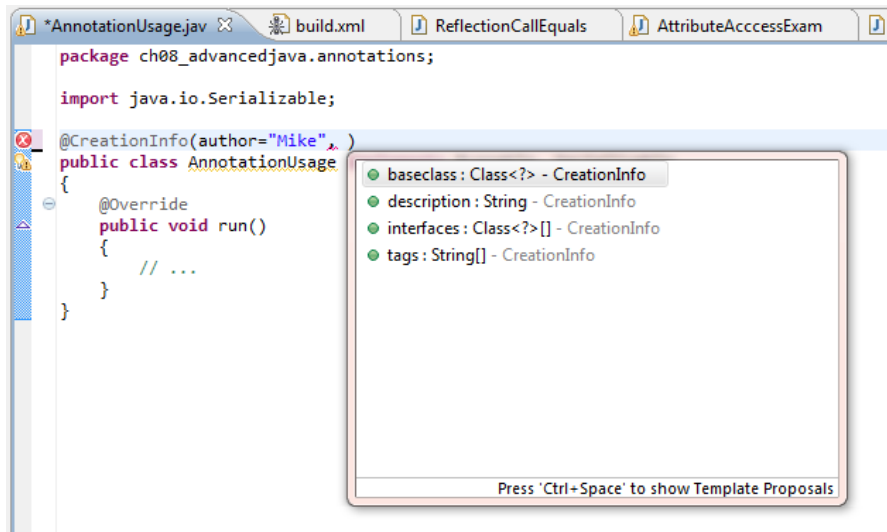 *AnnotationUsage.jav build.xml ReflectionCallEquals AttributeAcccessExam
package ch08_advancedjava.annotations;
import java.io.Serializable;
@CreationInfo(author="Mike", )
public class AnnotationUsage
{
@Override
public void run()
{
// ...
}
}
baseclass : Class<?> - CreationInfo
description : String - CreationInfo
interfaces : Class<?>[] - CreationInfo
tags : String[] - CreationInfo
Press 'Ctrl+Space' to show Template Proposals